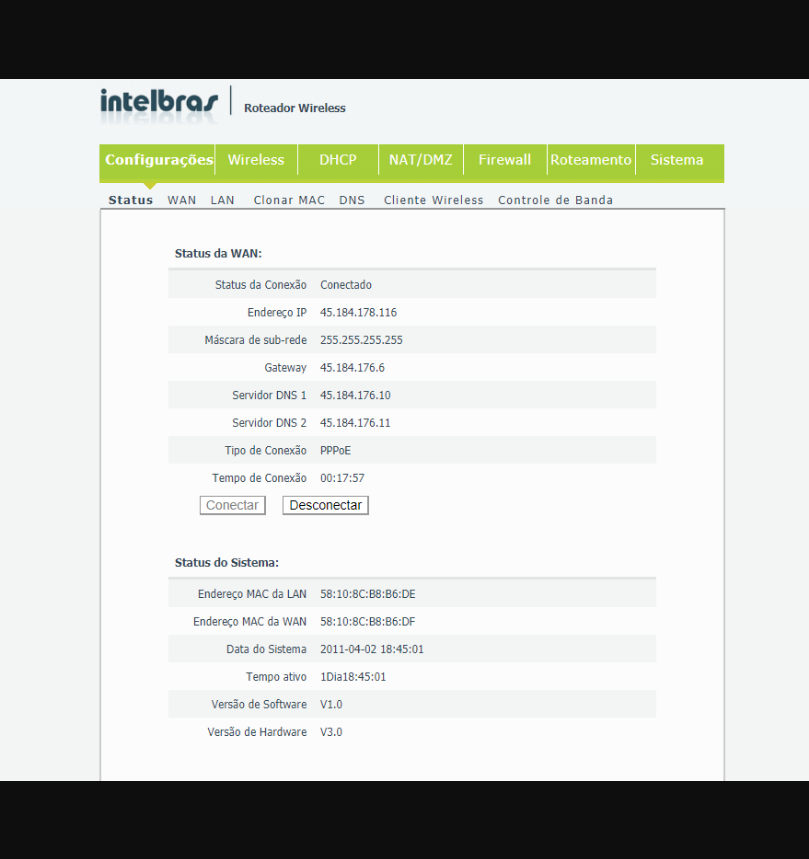 intelbras Roteador Wireless
Configurações Wireless DHCP NAT/DMZ Firewall Roteamento Sistema
Status WAN LAN Clonar MAC DNS Cliente Wireless Controle de Banda
Status da WAN:
Status da Conexão Conectado
Endereço IP 45.184.178.116
Máscara de sub-rede 255.255.255.255
Gateway 45.184.176.6
Servidor DNS 1 45.184.176.10
Servidor DNS 2 45.184.176.11
Tipo de Conexão PPPoE
Tempo de Conexão 00:17:57
Conectar Desconectar
Status do Sistema:
Endereço MAC da LAN 58:10:8C:B8:B6:DE
Endereço MAC da WAN 58:10:8C:B8:B6:DF
Data do Sistema 2011-04-02 18:45:01
Tempo ativo 1Dia18:45:01
Versão de Software V1.0
Versão de Hardware V3.0